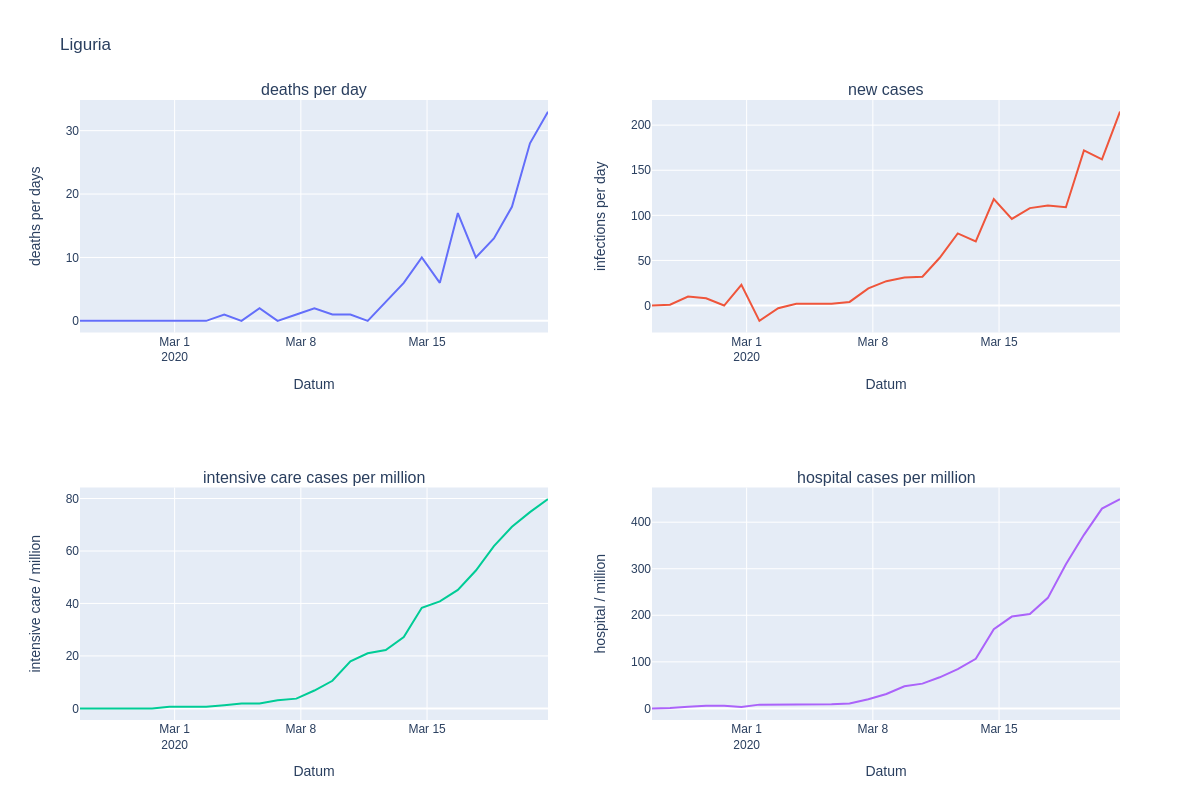 Liguria
deaths per day
deaths per days
30
20
10
0
Mar 1
2020
Mar 8
Mar 15
Datum
new cases
infections per day
200
150
100
50
0
Mar 1
2020
Mar 8
Mar 15
Datum
intensive care cases per million
intensive care / million
80
60
40
20
0
Mar 1
2020
Mar 8
Mar 15
Datum
hospital cases per million
hospital / million
400
300
200
100
0
Mar 1
2020
Mar 8
Mar 15
Datum